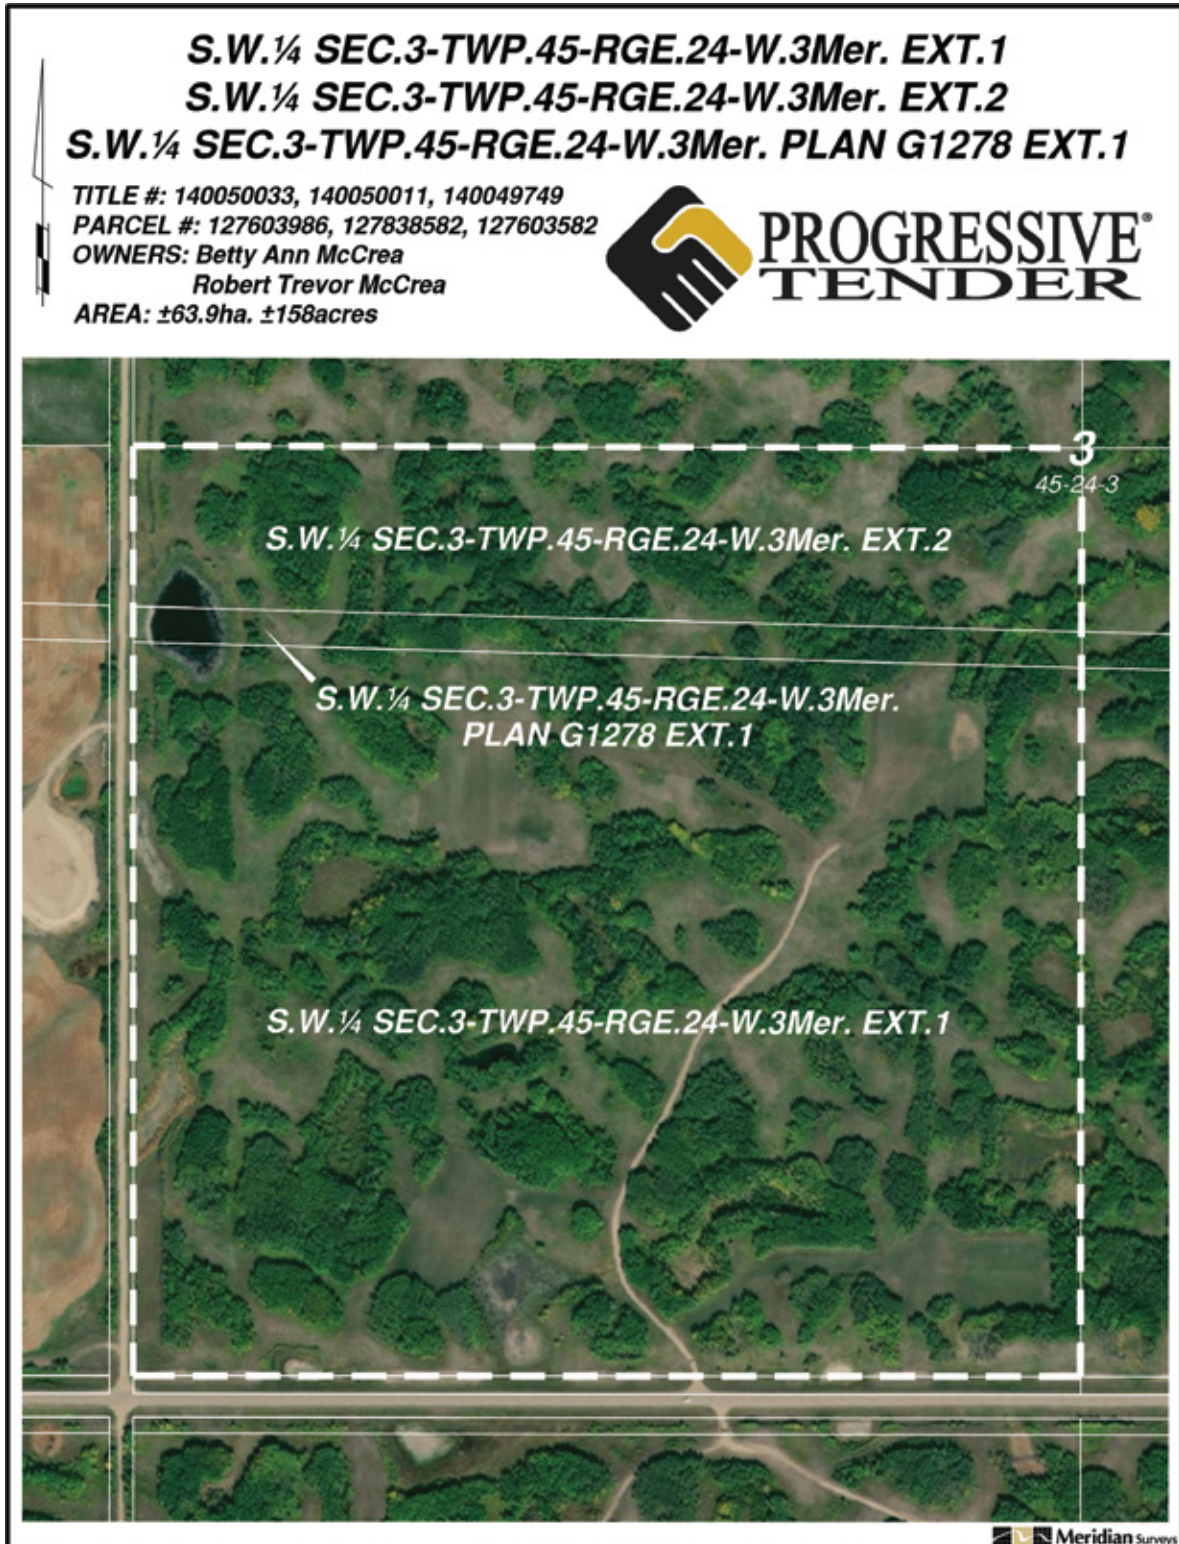 S.W.¼ SEC.3-TWP.45-RGE.24-W.3Mer. EXT.1
S.W.¼ SEC.3-TWP.45-RGE.24-W.3Mer. EXT.2
S.W.¼ SEC.3-TWP.45-RGE.24-W.3Mer. PLAN G1278 EXT.1
TITLE #: 140050033, 140050011, 140049749
PARCEL #: 127603986, 127838582, 127603582
OWNERS: Betty Ann McCrea
Robert Trevor McCrea
AREA: ±63.9ha. ±158acres
PROGRESSIVE®
TENDER
3
45-24-3
S.W.¼ SEC.3-TWP.45-RGE.24-W.3Mer. EXT.2
S.W.¼ SEC.3-TWP.45-RGE.24-W.3Mer.
PLAN G1278 EXT.1
S.W.¼ SEC.3-TWP.45-RGE.24-W.3Mer. EXT.1
Meridian Surveys